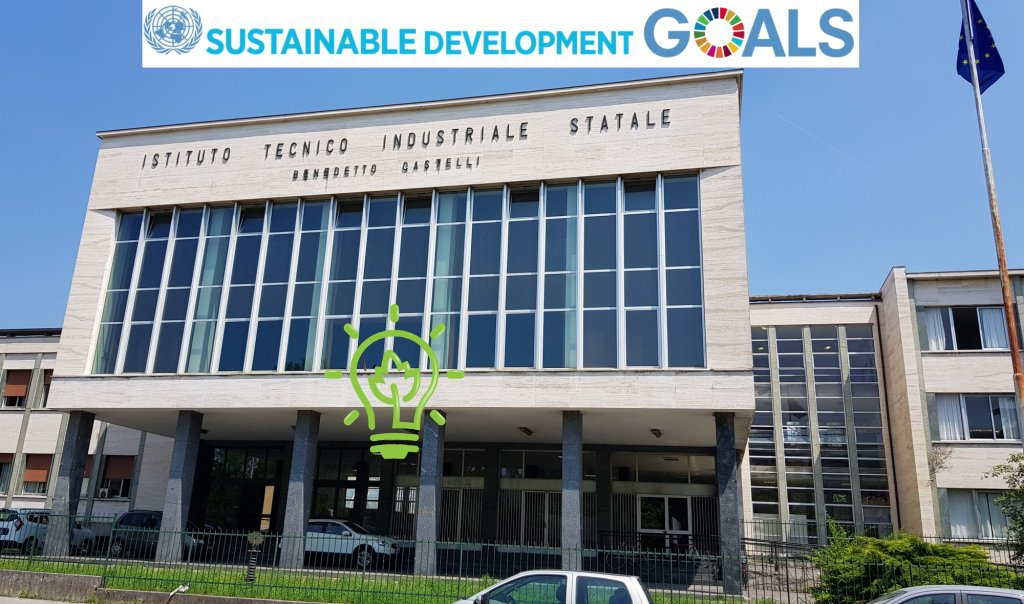 SUSTAINABLE DEVELOPMENT GOALS
ISTITUTO TECNICO INDUSTRIALE STATALE
BENEDETTO CASTELLI